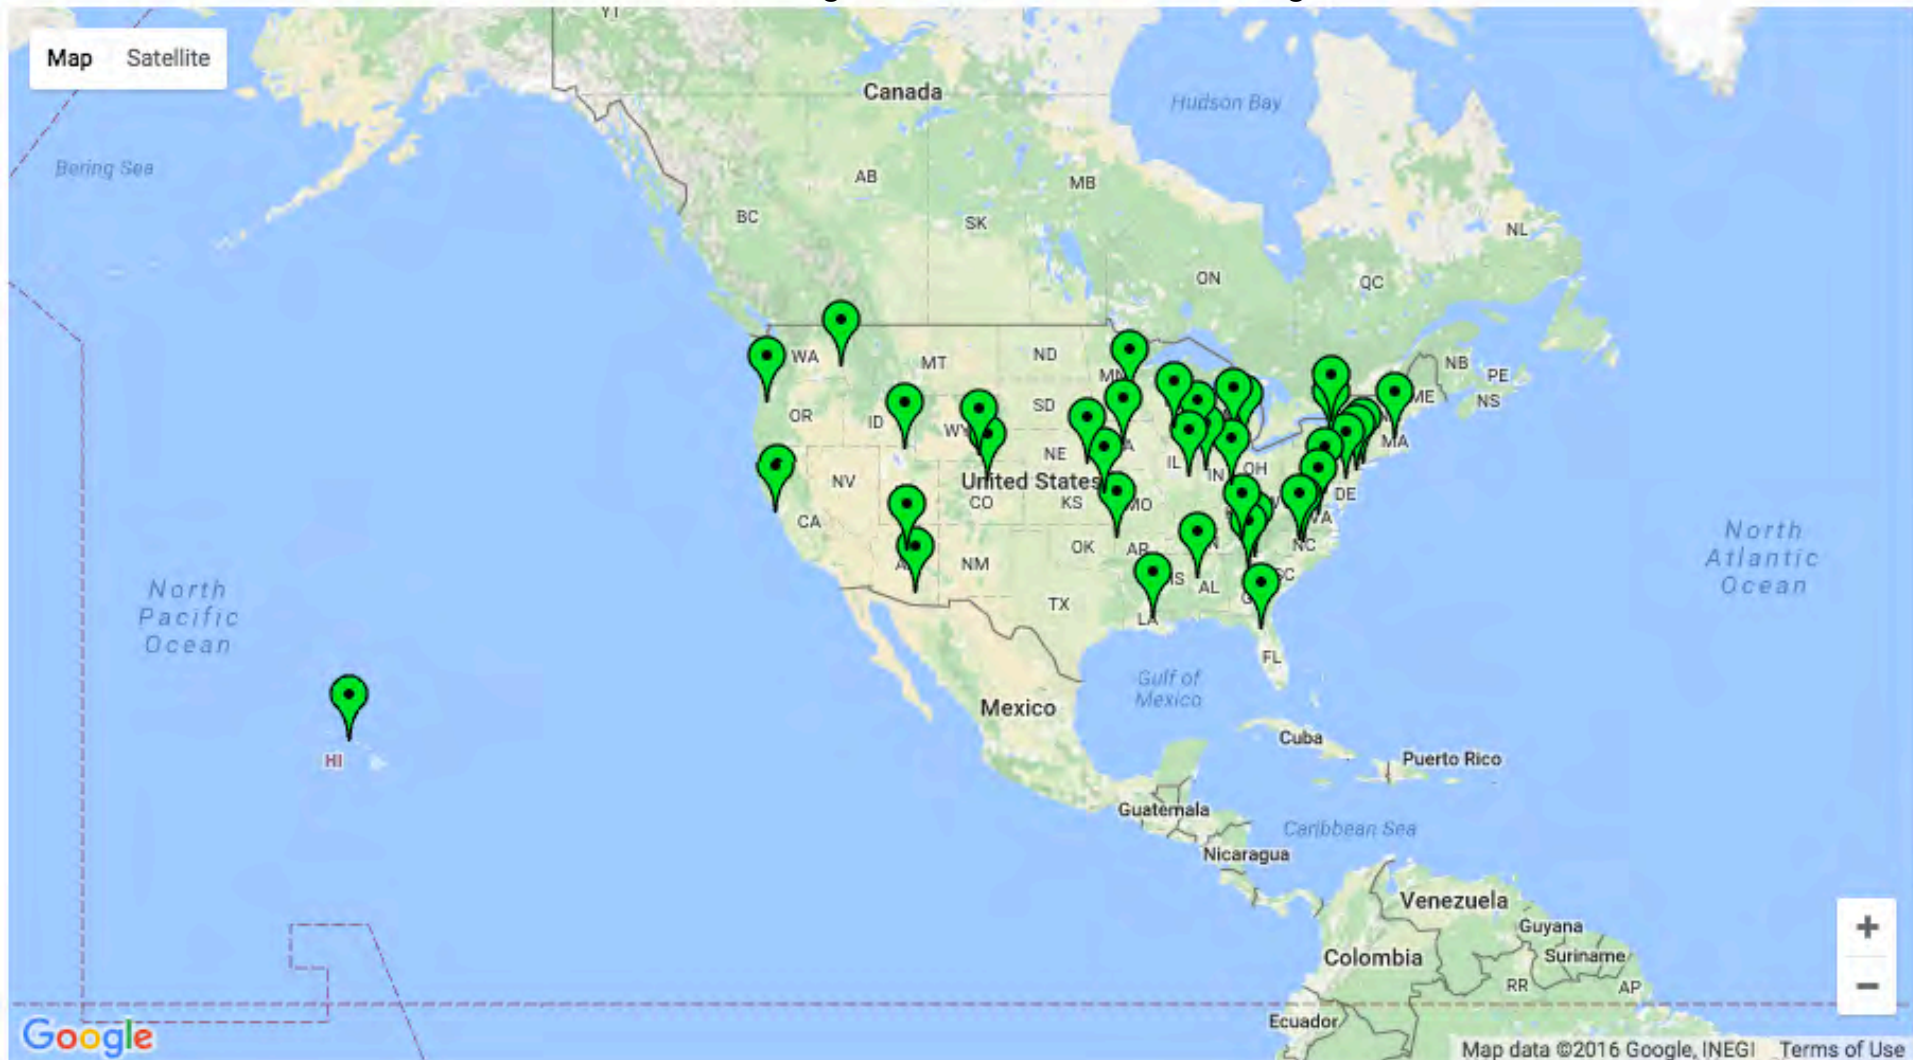 Map Satellite
YT
Canada
Hudson Bay
Bering Sea
AB
MB
BC
SK
NL
ON
QC
WA
MT
ND
MN
NB
PE
ME
NS
OR
ID
SD
MA
WY
NE
IL
IN
OH
NV
United States
DE
CO
KS
MO
CA
VA
OK
AR
NC
NM
North
Atlantic
Ocean
North
Pacific
Ocean
AL
SC
TX
LA
FL
Gulf of
Mexico
Mexico
Cuba
Puerto Rico
HI
Guatemala
Caribbean Sea
Nicaragua
Venezuela
Guyana
Colombia
Suriname
RR
AP
Ecuador
Google
Map data ©2016 Google, INEGI Terms of Use